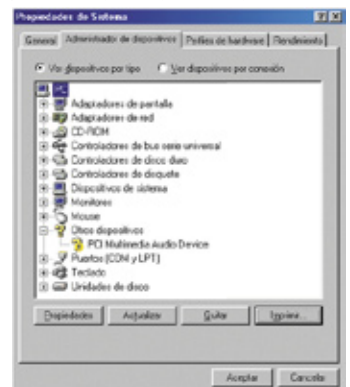 Propiedades de Sistema
General Administrador de dispositivos Perfiles de hardware Rendimiento
Ver dispositivos por tipo Ver dispositivos por conexión
PC
Adaptadores de pantalla
Adaptadores de red
CD-ROM
Controladores de bus serie universal
Controladores de disco duro
Controladores de disquete
Dispositivos de sistema
Monitores
Mouse
Otros dispositivos
PCI Multimedia Audio Device
Puertos (COM y LPT)
Teclado
Unidades de disco
Propiedades Actualizar Quitar Imprimir...
Aceptar Cancelar